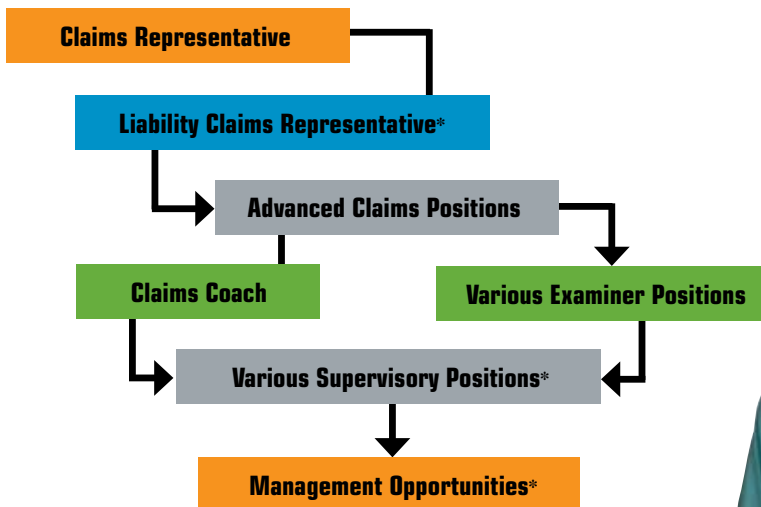 Claims Representative
Liability Claims Representative*
Advanced Claims Positions
Claims Coach
Various Examiner Positions
Various Supervisory Positions*
Management Opportunities*